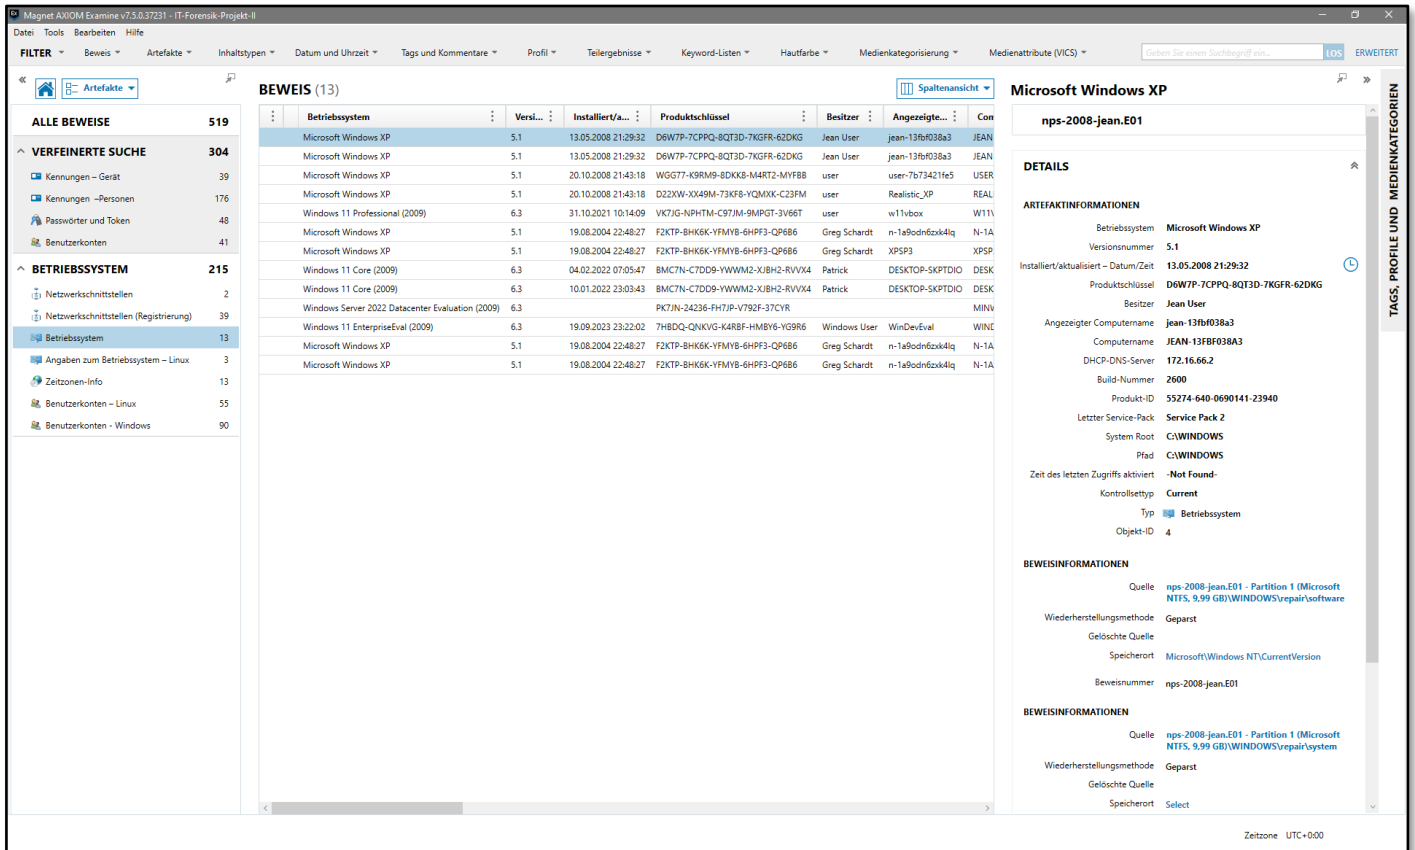 Magnet AXIOM Examine v7.5.0.37231 - IT-Forensik-Projekt-II
Datei Tools Bearbeiten Hilfe
FILTER Beweis Artefakte Inhaltstypen Datum und Uhrzeit Tags und Kommentare Profil Teilergebnisse Keyword-Listen Hautfarbe Medienkategorisierung Medienattribute (VICS) Geben Sie einen Suchbegriff ein... LOS ERWEITERT
Artefakte
ALLE BEWEISE 519
VERFEINERTE SUCHE 304
Kennungen – Gerät 39
Kennungen –Personen 176
Passwörter und Token 48
Benutzerkonten 41
BETRIEBSSYSTEM 215
Netzwerkschnittstellen 2
Netzwerkschnittstellen (Registrierung) 39
Betriebssystem 13
Angaben zum Betriebssystem – Linux 3
Zeitzonen-Info 13
Benutzerkonten – Linux 55
Benutzerkonten - Windows 90
BEWEIS (13) Spaltenansicht
Betriebssystem Versi... Installiert/a... Produktschlüssel Besitzer Angezeigte... Com
Microsoft Windows XP 5.1 13.05.2008 21:29:32 D6W7P-7CPPQ-8QT3D-7KGFR-62DKG Jean User jean-13fbf038a3 JEAN
Microsoft Windows XP 5.1 13.05.2008 21:29:32 D6W7P-7CPPQ-8QT3D-7KGFR-62DKG Jean User jean-13fbf038a3 JEAN
Microsoft Windows XP 5.1 20.10.2008 21:43:18 WGG77-K9RM9-8DKK8-M4RT2-MYFBB user user-7b73421fe5 USER
Microsoft Windows XP 5.1 20.10.2008 21:43:18 D22XW-XX49M-73KF8-YQMXK-C23FM user Realistic_XP REAL
Windows 11 Professional (2009) 6.3 31.10.2021 10:14:09 VK7JG-NPHTM-C97JM-9MPGT-3V66T user w11vbox W11V
Microsoft Windows XP 5.1 19.08.2004 22:48:27 F2KTP-BHK6K-YFMYB-6HPF3-QP6B6 Greg Schardt n-1a9odn6zxk4lq N-1A
Microsoft Windows XP 5.1 19.08.2004 22:48:27 F2KTP-BHK6K-YFMYB-6HPF3-QP6B6 Greg Schardt XPSP3 XPSP
Windows 11 Core (2009) 6.3 04.02.2022 07:05:47 BMC7N-C7DD9-YWWM2-XJBH2-RVVX4 Patrick DESKTOP-SKPTDIO DESK
Windows 11 Core (2009) 6.3 10.01.2022 23:03:43 BMC7N-C7DD9-YWWM2-XJBH2-RVVX4 Patrick DESKTOP-SKPTDIO DESK
Windows Server 2022 Datacenter Evaluation (2009) 6.3 PK7JN-24236-FH7JP-V792F-37CYR MINV
Windows 11 EnterpriseEval (2009) 6.3 19.09.2023 23:22:02 7HBDQ-QNKVG-K4RBF-HMBY6-YG9R6 Windows User WinDevEval WIND
Microsoft Windows XP 5.1 19.08.2004 22:48:27 F2KTP-BHK6K-YFMYB-6HPF3-QP6B6 Greg Schardt n-1a9odn6zxk4lq N-1A
Microsoft Windows XP 5.1 19.08.2004 22:48:27 F2KTP-BHK6K-YFMYB-6HPF3-QP6B6 Greg Schardt n-1a9odn6zxk4lq N-1A
Microsoft Windows XP
nps-2008-jean.E01
DETAILS
ARTEFAKTINFORMATIONEN
Betriebssystem Microsoft Windows XP
Versionsnummer 5.1
Installiert/aktualisiert – Datum/Zeit 13.05.2008 21:29:32
Produktschlüssel D6W7P-7CPPQ-8QT3D-7KGFR-62DKG
Besitzer Jean User
Angezeigter Computername jean-13fbf038a3
Computername JEAN-13FBF038A3
DHCP-DNS-Server 172.16.66.2
Build-Nummer 2600
Produkt-ID 55274-640-0690141-23940
Letzter Service-Pack Service Pack 2
System Root C:\WINDOWS
Pfad C:\WINDOWS
Zeit des letzten Zugriffs aktiviert -Not Found-
Kontrollsettyp Current
Typ Betriebssystem
Objekt-ID 4
BEWEISINFORMATIONEN
Quelle nps-2008-jean.E01 - Partition 1 (Microsoft
NTFS, 9,99 GB)\WINDOWS\repair\software
Wiederherstellungsmethode Geparst
Gelöschte Quelle
Speicherort Microsoft\Windows NT\CurrentVersion
Beweisnummer nps-2008-jean.E01
BEWEISINFORMATIONEN
Quelle nps-2008-jean.E01 - Partition 1 (Microsoft
NTFS, 9,99 GB)\WINDOWS\repair\system
Wiederherstellungsmethode Geparst
Gelöschte Quelle
Speicherort Select
TAGS, PROFILE UND MEDIENKATEGORIEN
Zeitzone UTC+0:00